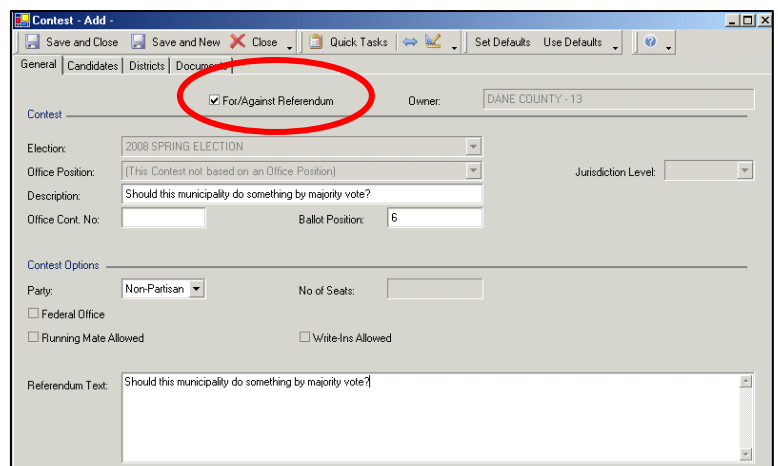 Contest - Add -
Save and Close Save and New Close Quick Tasks Set Defaults Use Defaults
General Candidates Districts Documents
For/Against Referendum Owner: DANE COUNTY - 13
Contest
Election: 2008 SPRING ELECTION
Office Position: (This Contest not based on an Office Position) Jurisdiction Level:
Description: Should this municipality do something by majority vote?
Office Cont. No: Ballot Position: 6
Contest Options
Party: Non-Partisan No of Seats:
Federal Office
Running Mate Allowed Write-Ins Allowed
Referendum Text: Should this municipality do something by majority vote?